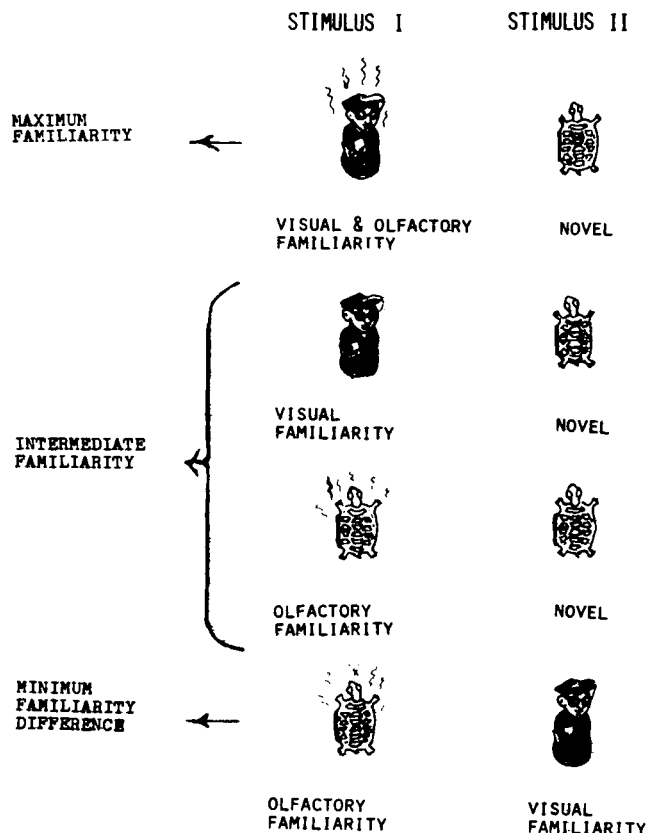 STIMULUS I
STIMULUS II
MAXIMUM
FAMILIARITY
VISUAL & OLFACTORY
FAMILIARITY
NOVEL
INTERMEDIATE
FAMILIARITY
VISUAL
FAMILIARITY
NOVEL
OLFACTORY
FAMILIARITY
NOVEL
MINIMUM
FAMILIARITY
DIFFERENCE
OLFACTORY
FAMILIARITY
VISUAL
FAMILIARITY